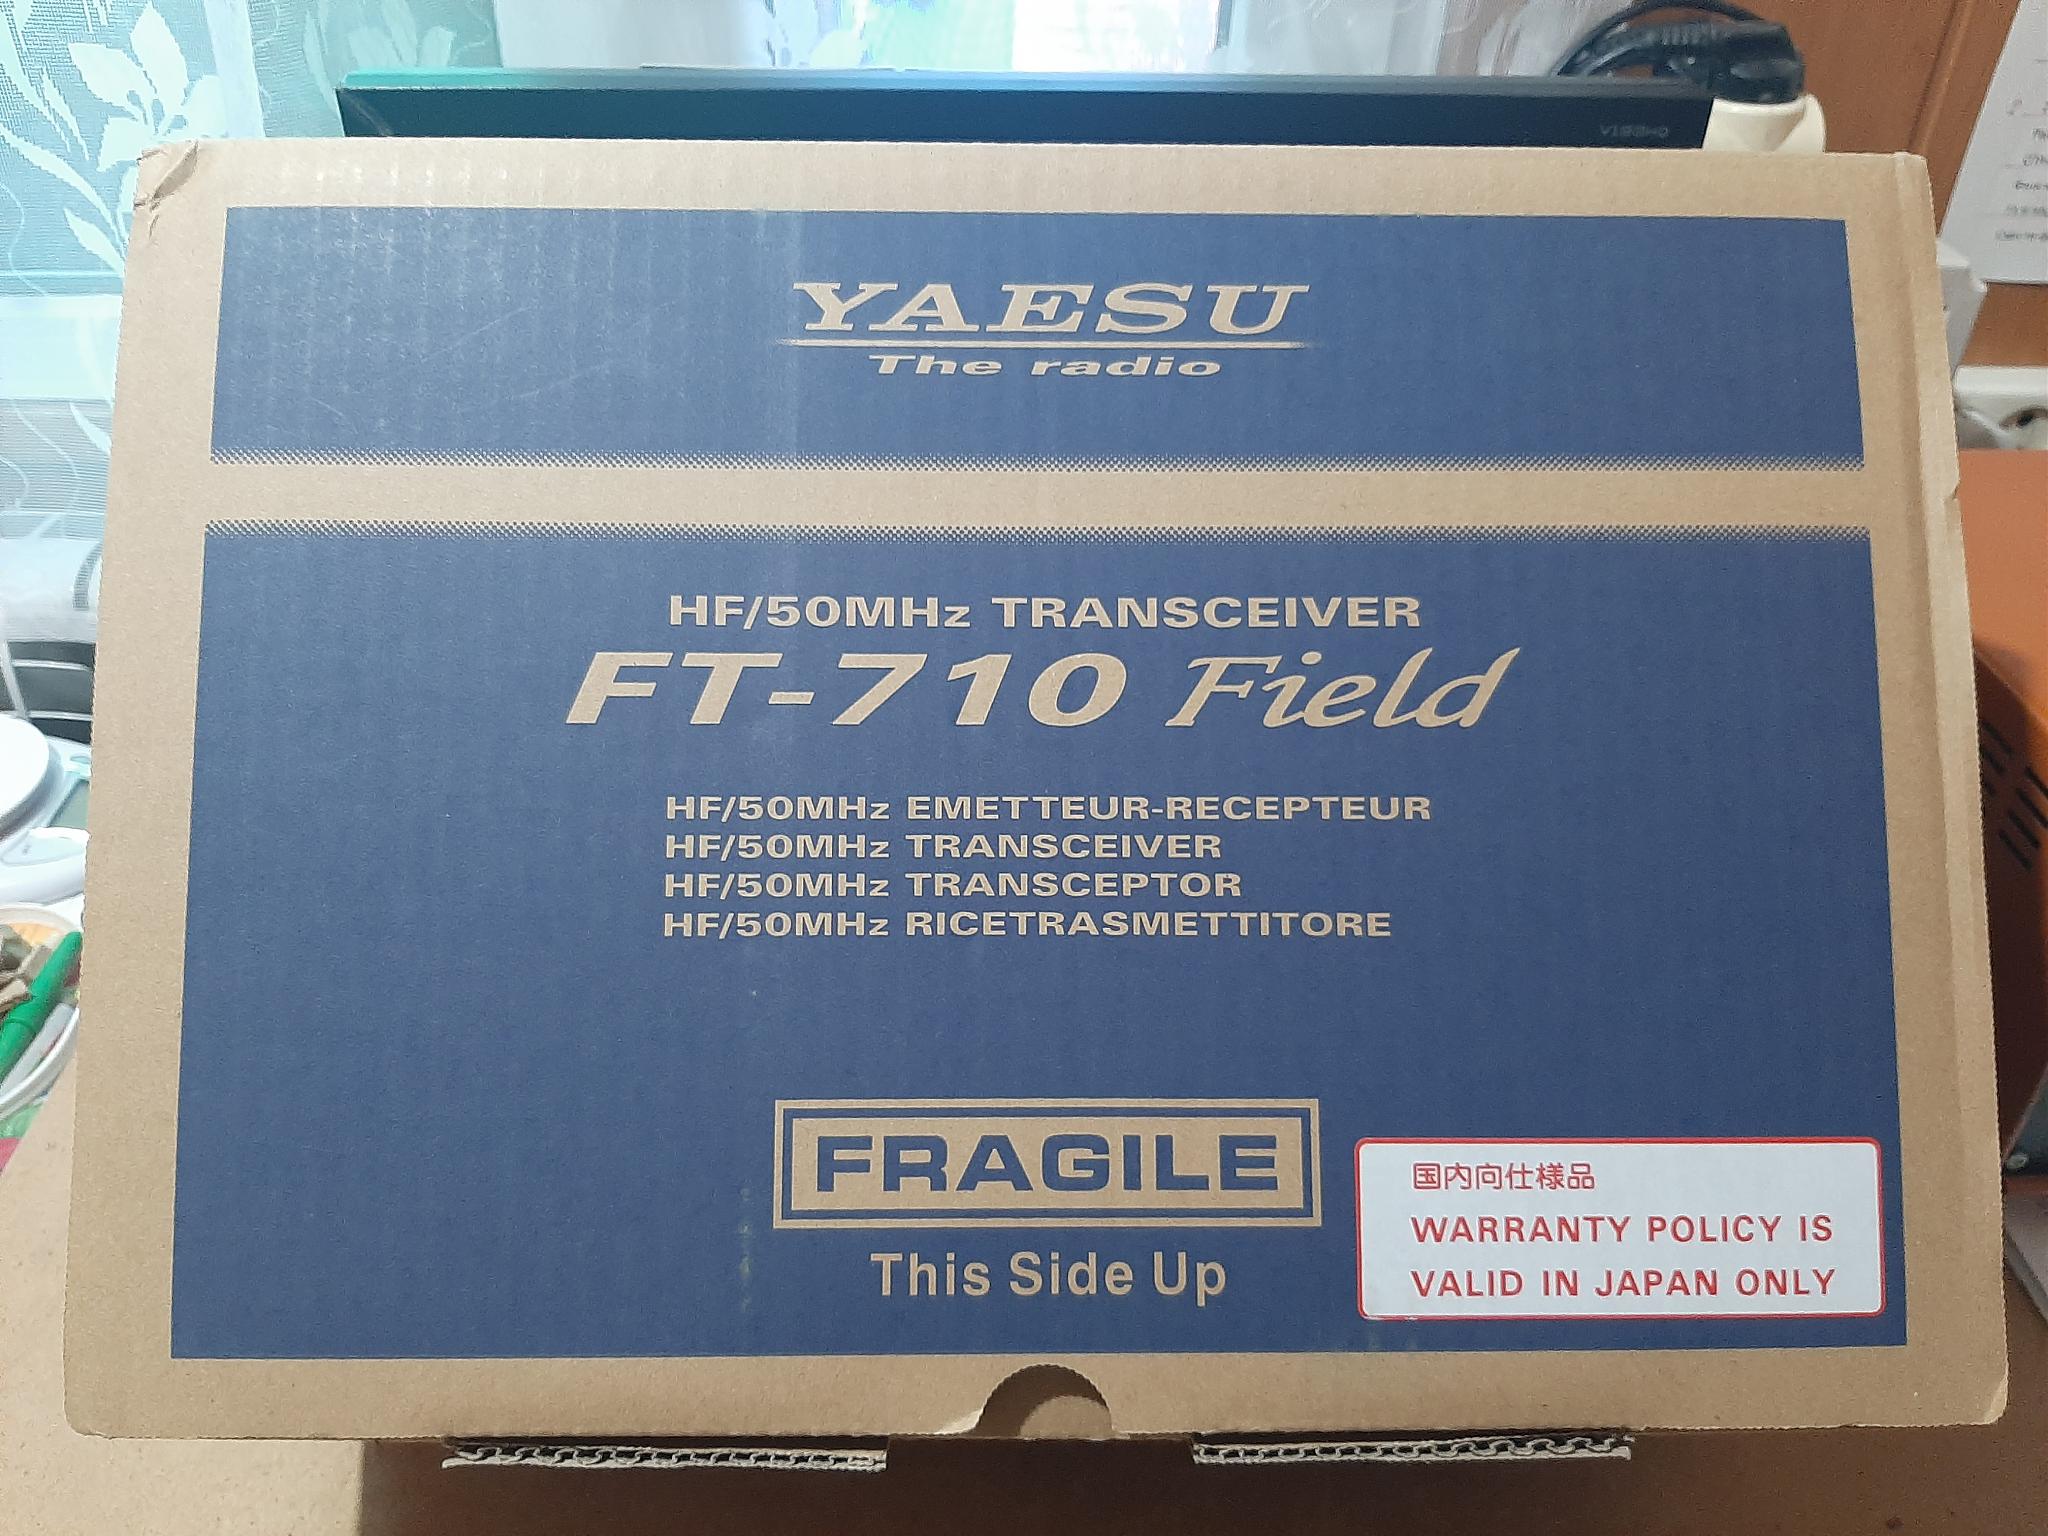 YAESU
The radio
HF/50MHz TRANSCEIVER
FT-710 Field
HF/50MHz EMETTEUR-RECEPTEUR
HF/50MHz TRANSCEIVER
HF/50MHz TRANSCEPTOR
HF/50MHz RICETRASMETTITORE
FRAGILE
This Side Up
国内向仕様品
WARRANTY POLICY IS
VALID IN JAPAN ONLY